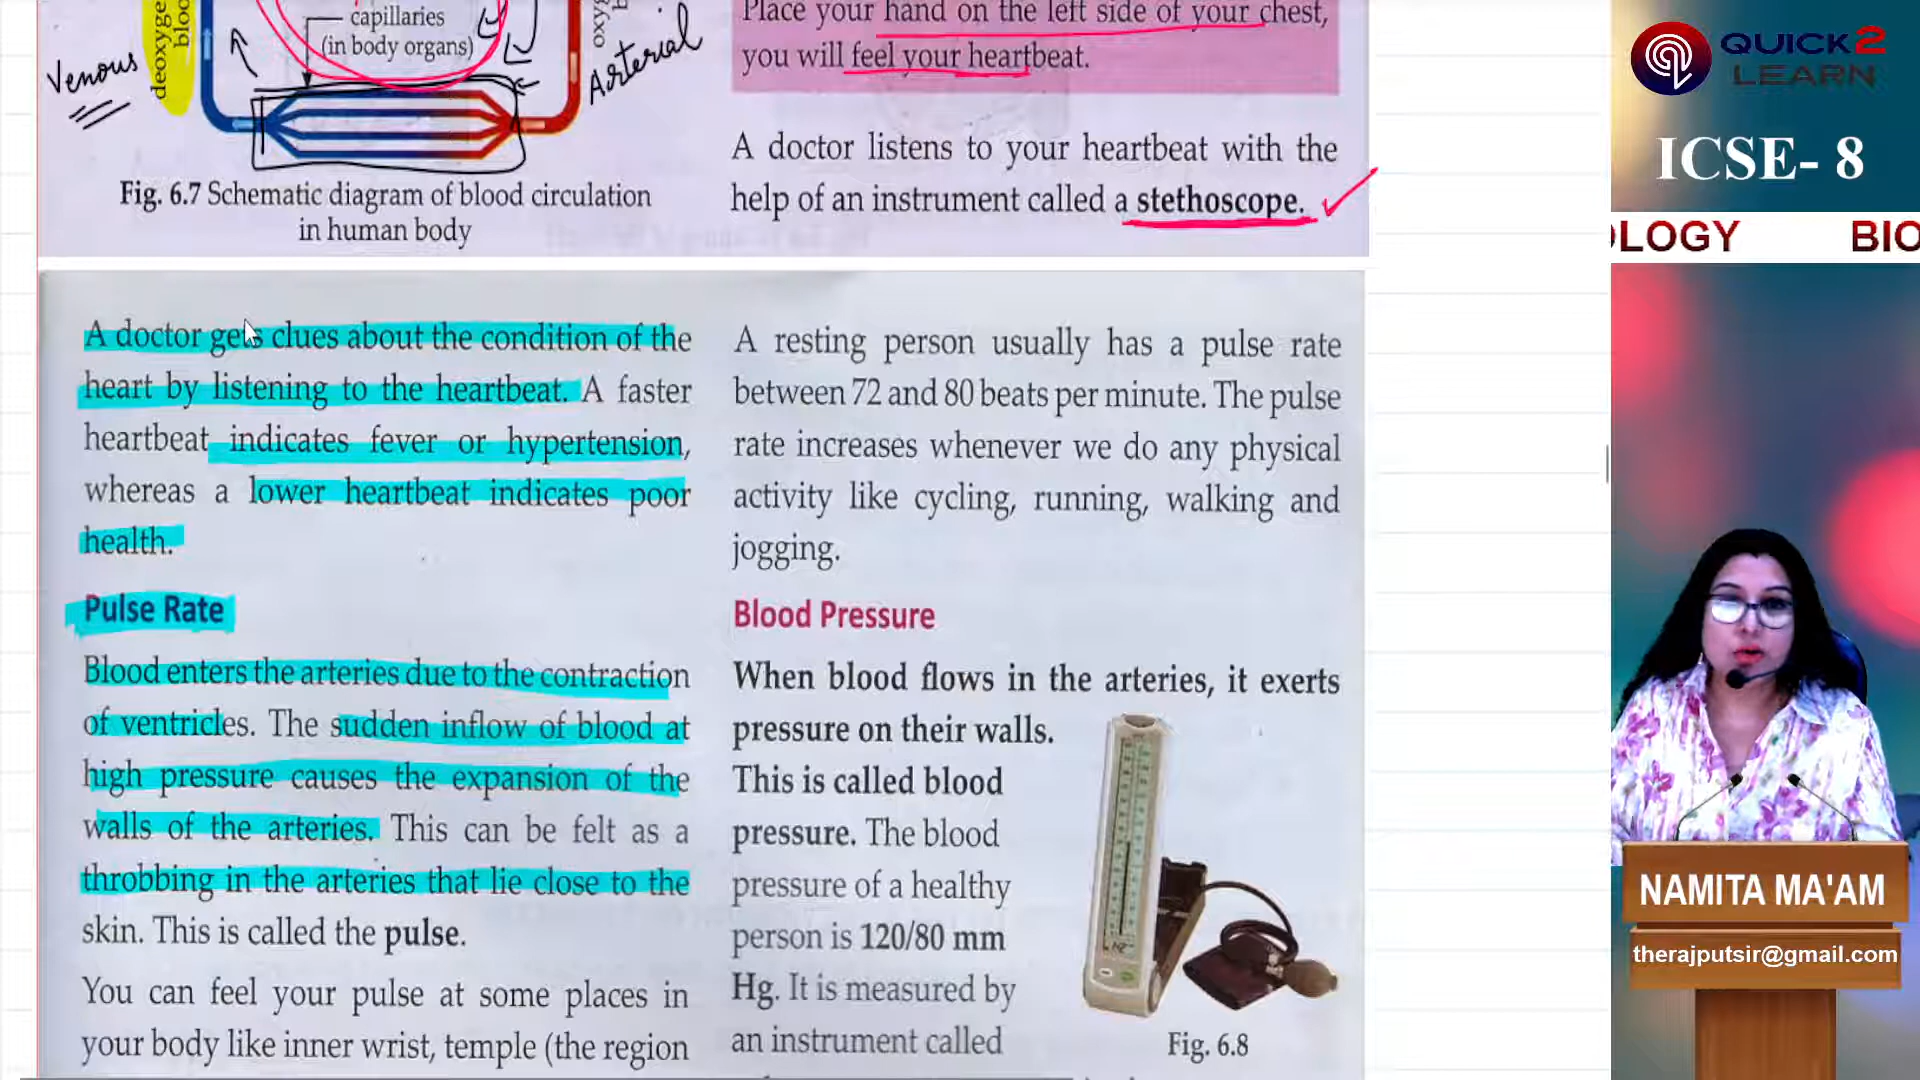 capillaries
(in body organs)
Venous
deoxyge
bloo
oxyg
Arterial
Fig. 6.7 Schematic diagram of blood circulation
in human body
Place your hand on the left side of your chest,
you will feel your heartbeat.
A doctor listens to your heartbeat with the
help of an instrument called a stethoscope.
A doctor gets clues about the condition of the
heart by listening to the heartbeat. A faster
heartbeat indicates fever or hypertension,
whereas a lower heartbeat indicates poor
health.
Pulse Rate
Blood enters the arteries due to the contraction
of ventricles. The sudden inflow of blood at
high pressure causes the expansion of the
walls of the arteries. This can be felt as a
throbbing in the arteries that lie close to the
skin. This is called the pulse.
You can feel your pulse at some places in
your body like inner wrist, temple (the region
A resting person usually has a pulse rate
between 72 and 80 beats per minute. The pulse
rate increases whenever we do any physical
activity like cycling, running, walking and
jogging.
Blood Pressure
When blood flows in the arteries, it exerts
pressure on their walls.
This is called blood
pressure. The blood
pressure of a healthy
person is 120/80 mm
Hg. It is measured by
an instrument called
Fig. 6.8
QUICK2
LEARN
ICSE- 8
OLOGY BIO
NAMITA MA'AM
therajputsir@gmail.com